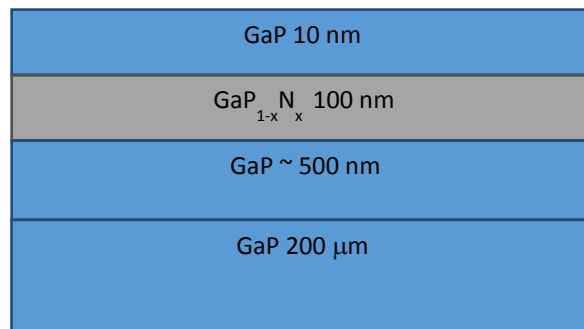 GaP 10 nm
GaP₁₋ₓNₓ 100 nm
GaP ~ 500 nm
GaP 200 μm